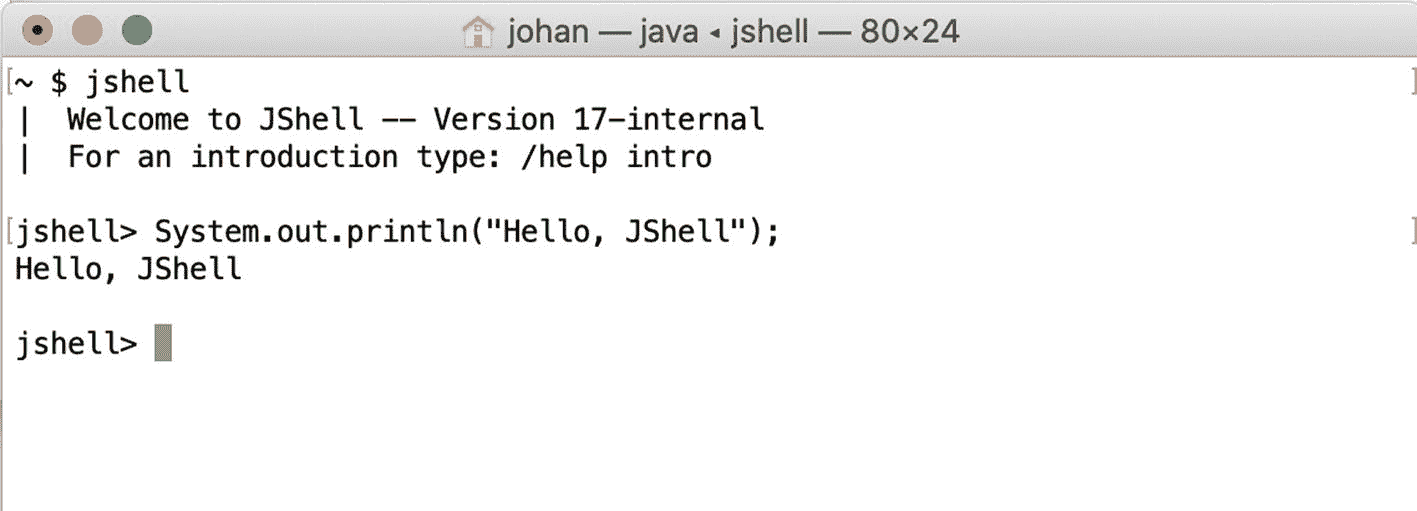 johan — java ◂ jshell — 80×24
[~ $ jshell ]
|  Welcome to JShell -- Version 17-internal
|  For an introduction type: /help intro
[jshell> System.out.println("Hello, JShell"); ]
Hello, JShell
jshell>